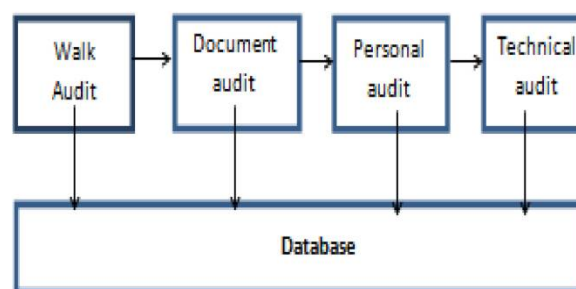 Walk
Audit
Document
audit
Personal
audit
Technical
audit
Database